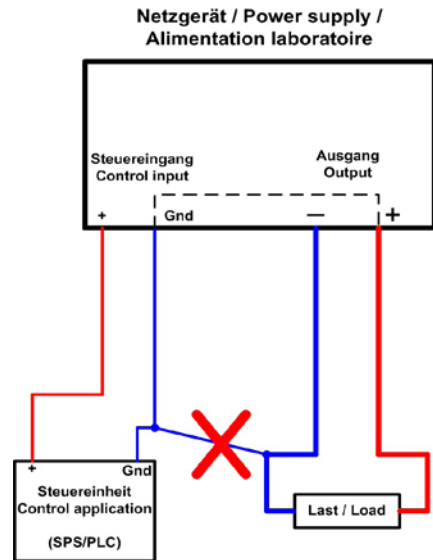 Netzgerät / Power supply /
Alimentation laboratoire
Steuereingang
Control input
Ausgang
Output
+
Gnd
—
+
+
Gnd
Steuereinheit
Control application
(SPS/PLC)
Last / Load